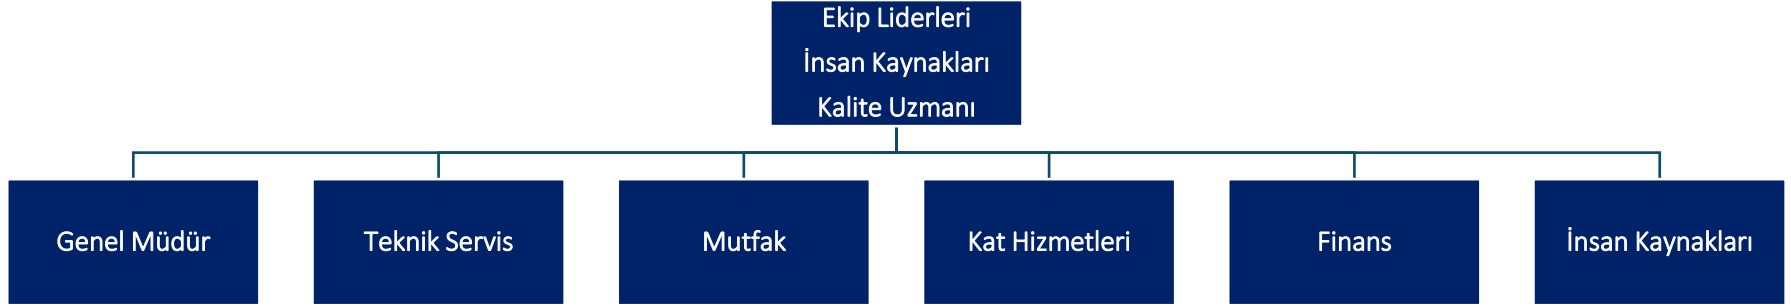 Ekip Liderleri
İnsan Kaynakları
Kalite Uzmanı
Genel Müdür
Teknik Servis
Mutfak
Kat Hizmetleri
Finans
İnsan Kaynakları